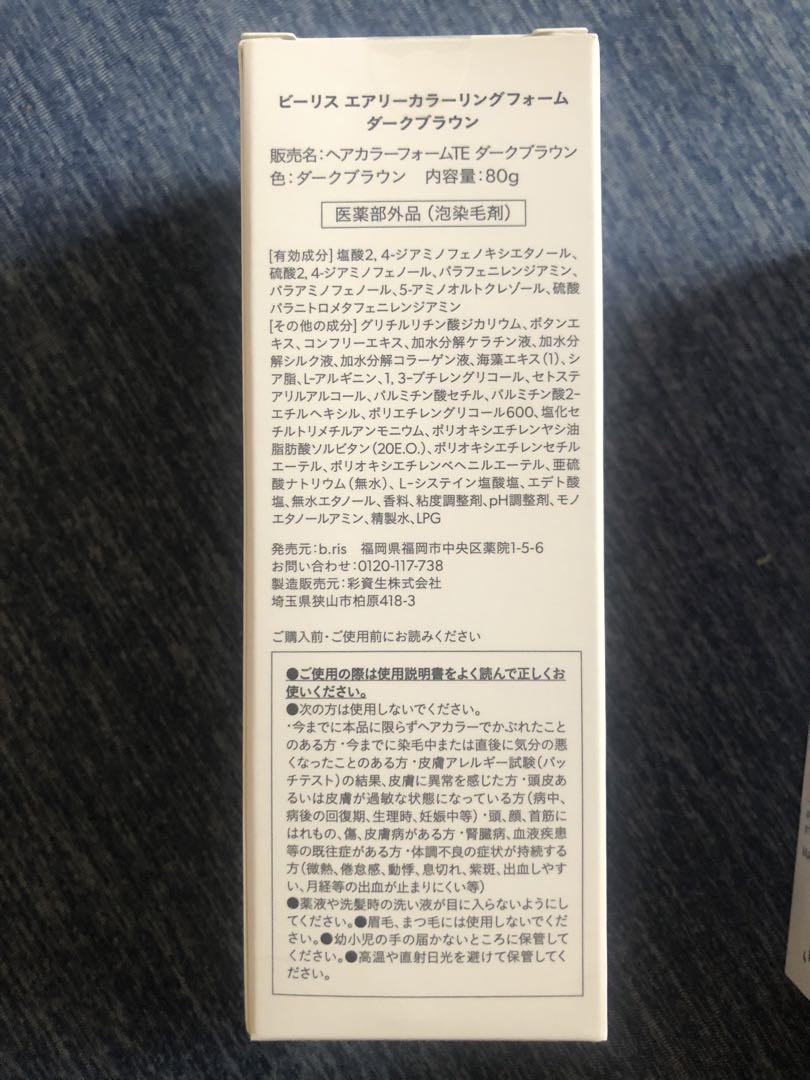 ビーリス エアリーカラーリングフォーム
ダークブラウン
販売名：ヘアカラーフォームTE ダークブラウン
色：ダークブラウン　内容量：80g
医薬部外品（泡染毛剤）
[有効成分] 塩酸2, 4-ジアミノフェノキシエタノール、
硫酸2, 4-ジアミノフェノール、パラフェニレンジアミン、
パラアミノフェノール、5-アミノオルトクレゾール、硫酸
パラニトロメタフェニレンジアミン
[その他の成分] グリチルリチン酸ジカリウム、ボタンエ
キス、コンフリーエキス、加水分解ケラチン液、加水分
解シルク液、加水分解コラーゲン液、海藻エキス（1）、シ
ア脂、L-アルギニン、1, 3-ブチレングリコール、セトステ
アリルアルコール、パルミチン酸セチル、パルミチン酸2-
エチルヘキシル、ポリエチレングリコール600、塩化セ
チルトリメチルアンモニウム、ポリオキシエチレンヤシ油
脂肪酸ソルビタン（20E.O.）、ポリオキシエチレンセチル
エーテル、ポリオキシエチレンベヘニルエーテル、亜硫
酸ナトリウム（無水）、L-システイン塩酸塩、エデト酸
塩、無水エタノール、香料、粘度調整剤、pH調整剤、モノ
エタノールアミン、精製水、LPG
発売元：b.ris　福岡県福岡市中央区薬院1-5-6
お問い合わせ：0120-117-738
製造販売元：彩資生株式会社
埼玉県狭山市柏原418-3
ご購入前・ご使用前にお読みください
●ご使用の際は使用説明書をよく読んで正しくお
使いください。
●次の方は使用しないでください。
・今までに本品に限らずヘアカラーでかぶれたこと
のある方・今までに染毛中または直後に気分の悪
くなったことのある方・皮膚アレルギー試験（パッ
チテスト）の結果、皮膚に異常を感じた方・頭皮あ
るいは皮膚が過敏な状態になっている方（病中、
病後の回復期、生理時、妊娠中等）・頭、顔、首筋に
はれもの、傷、皮膚病がある方・腎臓病、血液疾患
等の既往症がある方・体調不良の症状が持続する
方（微熱、倦怠感、動悸、息切れ、紫斑、出血しやす
い、月経等の出血が止まりにくい等）
●薬液や洗髪時の洗い液が目に入らないようにし
てください。●眉毛、まつ毛には使用しないでくだ
さい。●幼小児の手の届かないところに保管して
ください。●高温や直射日光を避けて保管してく
ださい。